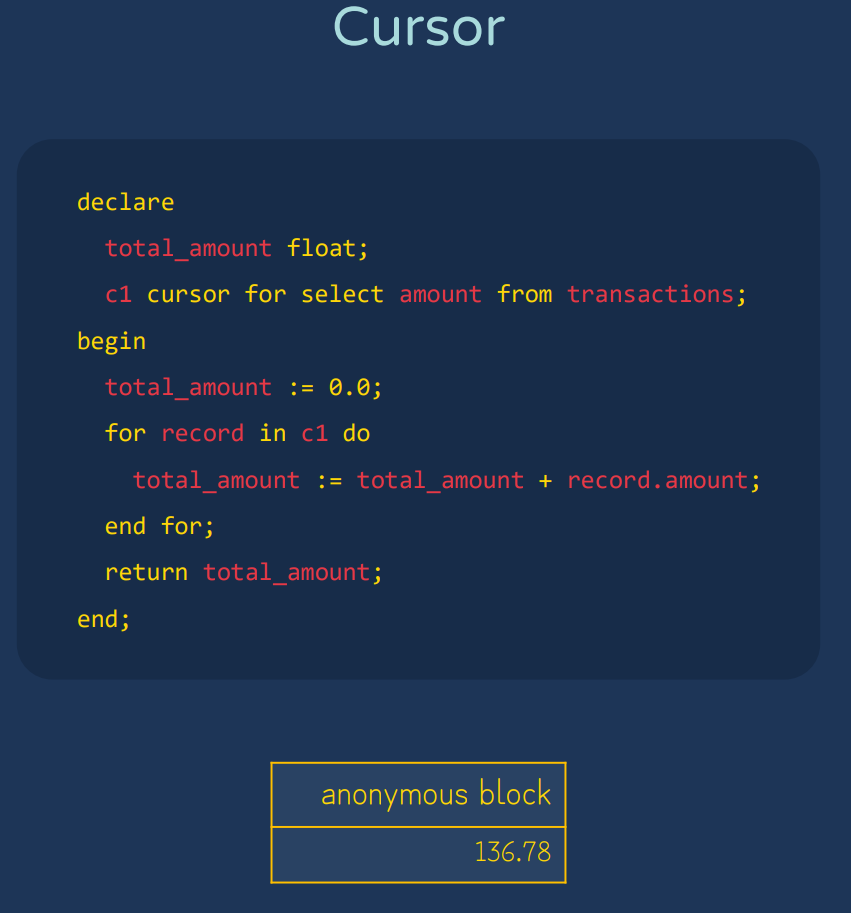 Cursor
declare
total_amount float;
c1 cursor for select amount from transactions;
begin
total_amount := 0.0;
for record in c1 do
total_amount := total_amount + record.amount;
end for;
return total_amount;
end;
anonymous block
136.78